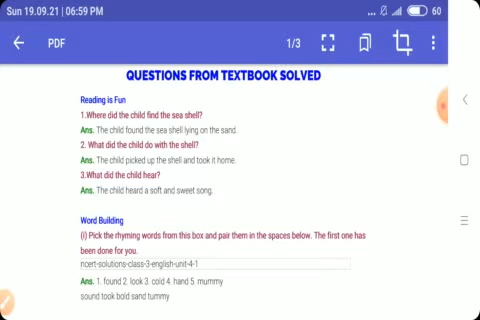 Sun 19.09.21 | 06:59 PM
... 60
PDF
1/3
QUESTIONS FROM TEXTBOOK SOLVED
Reading is Fun
1.Where did the child find the sea shell?
Ans. The child found the sea shell lying on the sand.
2. What did the child do with the shell?
Ans. The child picked up the shell and took it home.
3.What did the child hear?
Ans. The child heard a soft and sweet song.
Word Building
(i) Pick the rhyming words from this box and pair them in the spaces below. The first one has
been done for you.
ncert-solutions-class-3-english-unit-4-1
Ans. 1. found 2. look 3. cold 4. hand 5. mummy
sound took bold sand tummy